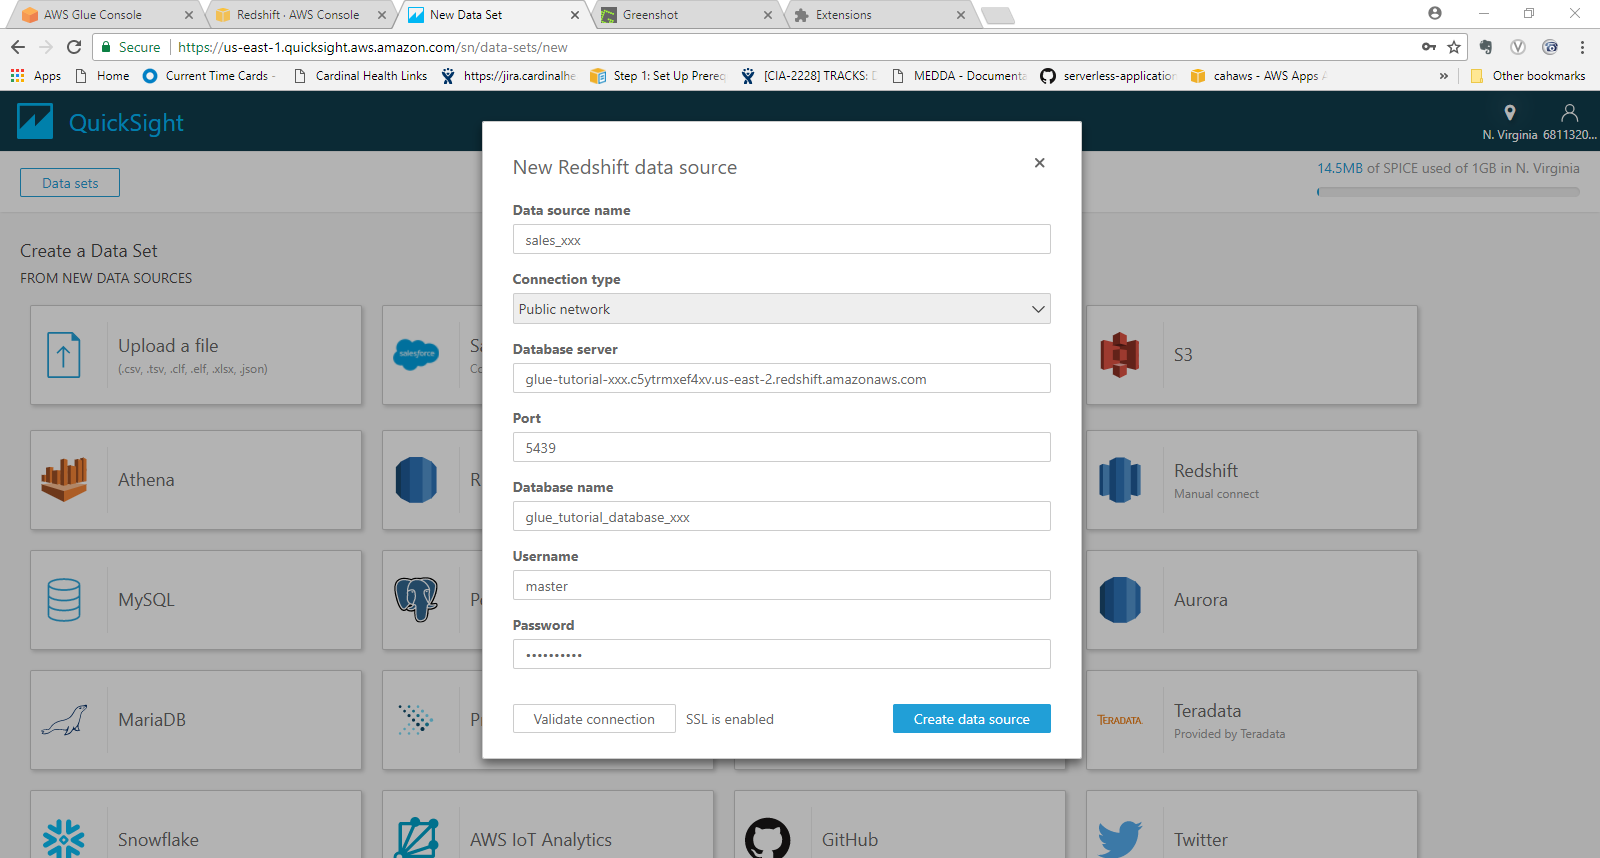 AWS Glue Console
Redshift · AWS Console
New Data Set
Greenshot
Extensions
Secure
https://us-east-1.quicksight.aws.amazon.com/sn/data-sets/new
Apps
Home
Current Time Cards -
Cardinal Health Links
https://jira.cardinalhe
Step 1: Set Up Prereq
[CIA-2228] TRACKS: D
MEDDA - Documenta
serverless-application
cahaws - AWS Apps A
»
Other bookmarks
QuickSight
N. Virginia
6811320...
Data sets
14.5MB of SPICE used of 1GB in N. Virginia
Create a Data Set
FROM NEW DATA SOURCES
Upload a file
(.csv, .tsv, .clf, .elf, .xlsx, .json)
salesforce
Sa
Co
S3
Athena
R
Redshift
Manual connect
MySQL
Po
Aurora
MariaDB
TERADATA
Teradata
Provided by Teradata
Snowflake
AWS IoT Analytics
GitHub
Twitter
New Redshift data source
Data source name
sales_xxx
Connection type
Public network
Database server
glue-tutorial-xxx.c5ytrmxef4xv.us-east-2.redshift.amazonaws.com
Port
5439
Database name
glue_tutorial_database_xxx
Username
master
Password
••••••••••
Validate connection
SSL is enabled
Create data source